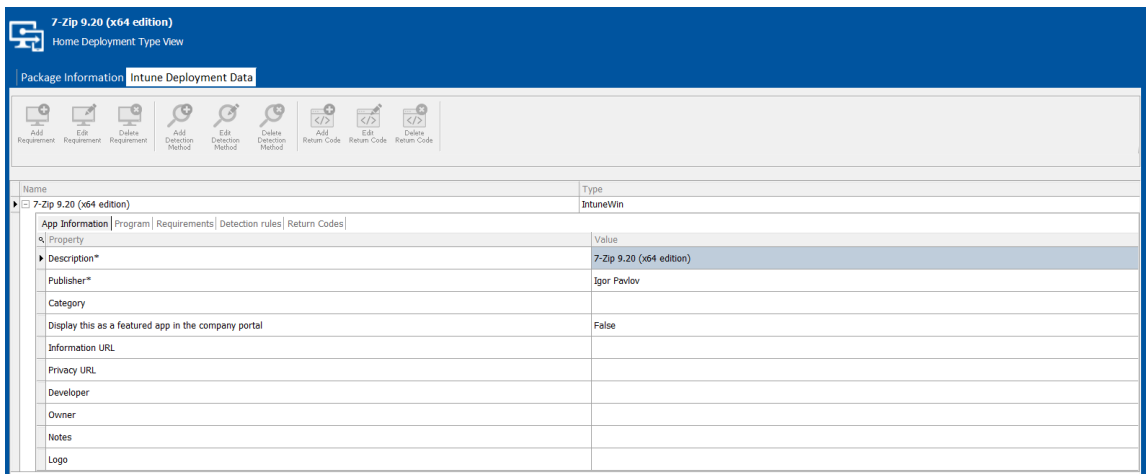 7-Zip 9.20 (x64 edition)
Home Deployment Type View
Package Information Intune Deployment Data
Add Requirement
Edit Requirement
Delete Requirement
Add Detection Method
Edit Detection Method
Delete Detection Method
Add Return Code
Edit Return Code
Delete Return Code
Name Type
7-Zip 9.20 (x64 edition) IntuneWin
App Information Program Requirements Detection rules Return Codes
Property Value
Description* 7-Zip 9.20 (x64 edition)
Publisher* Igor Pavlov
Category
Display this as a featured app in the company portal False
Information URL
Privacy URL
Developer
Owner
Notes
Logo